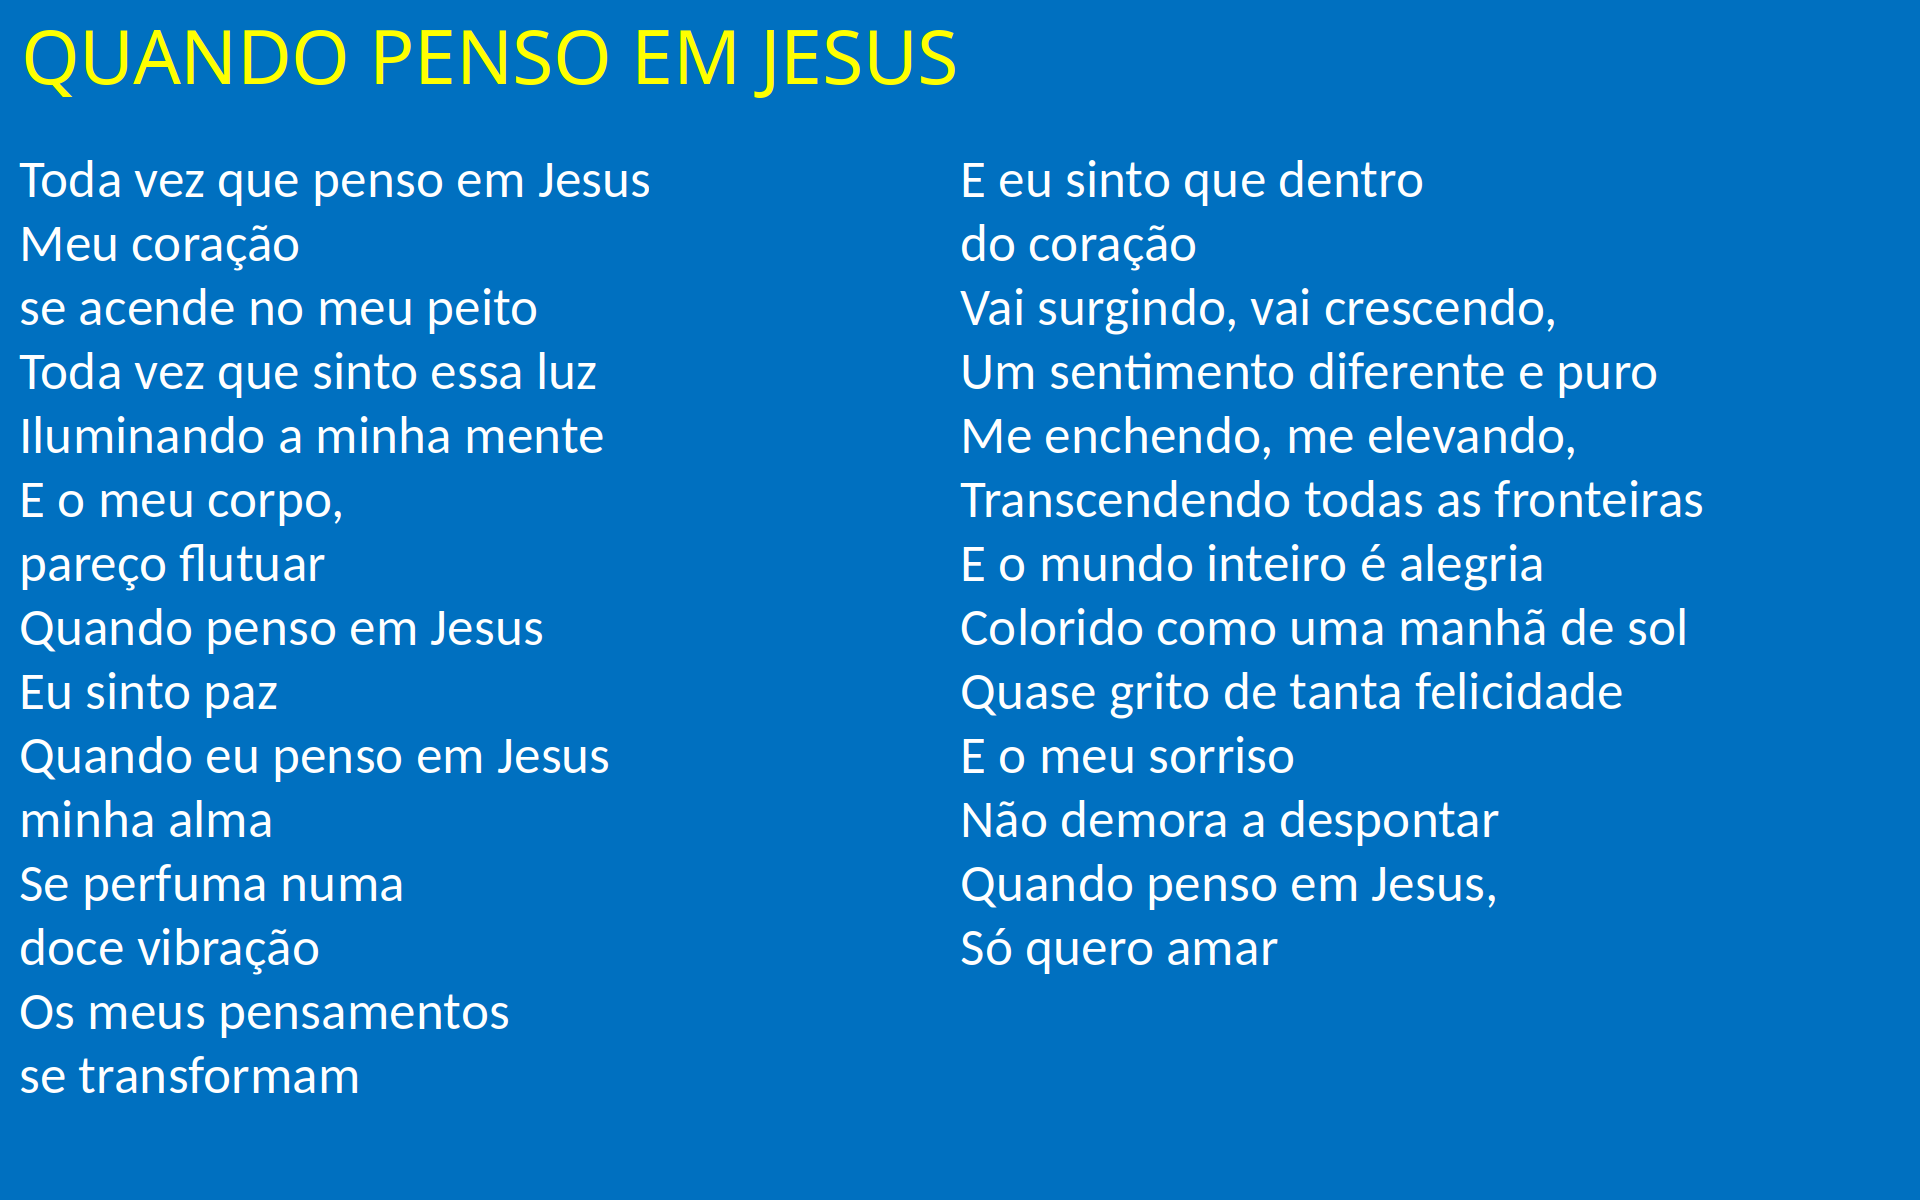 QUANDO PENSO EM JESUS
Toda vez que penso em Jesus
Meu coração
se acende no meu peito
Toda vez que sinto essa luz
Iluminando a minha mente
E o meu corpo,
pareço flutuar
Quando penso em Jesus
Eu sinto paz
Quando eu penso em Jesus
minha alma
Se perfuma numa
doce vibração
Os meus pensamentos
se transformam
E eu sinto que dentro
do coração
Vai surgindo, vai crescendo,
Um sentimento diferente e puro
Me enchendo, me elevando,
Transcendendo todas as fronteiras
E o mundo inteiro é alegria
Colorido como uma manhã de sol
Quase grito de tanta felicidade
E o meu sorriso
Não demora a despontar
Quando penso em Jesus,
Só quero amar